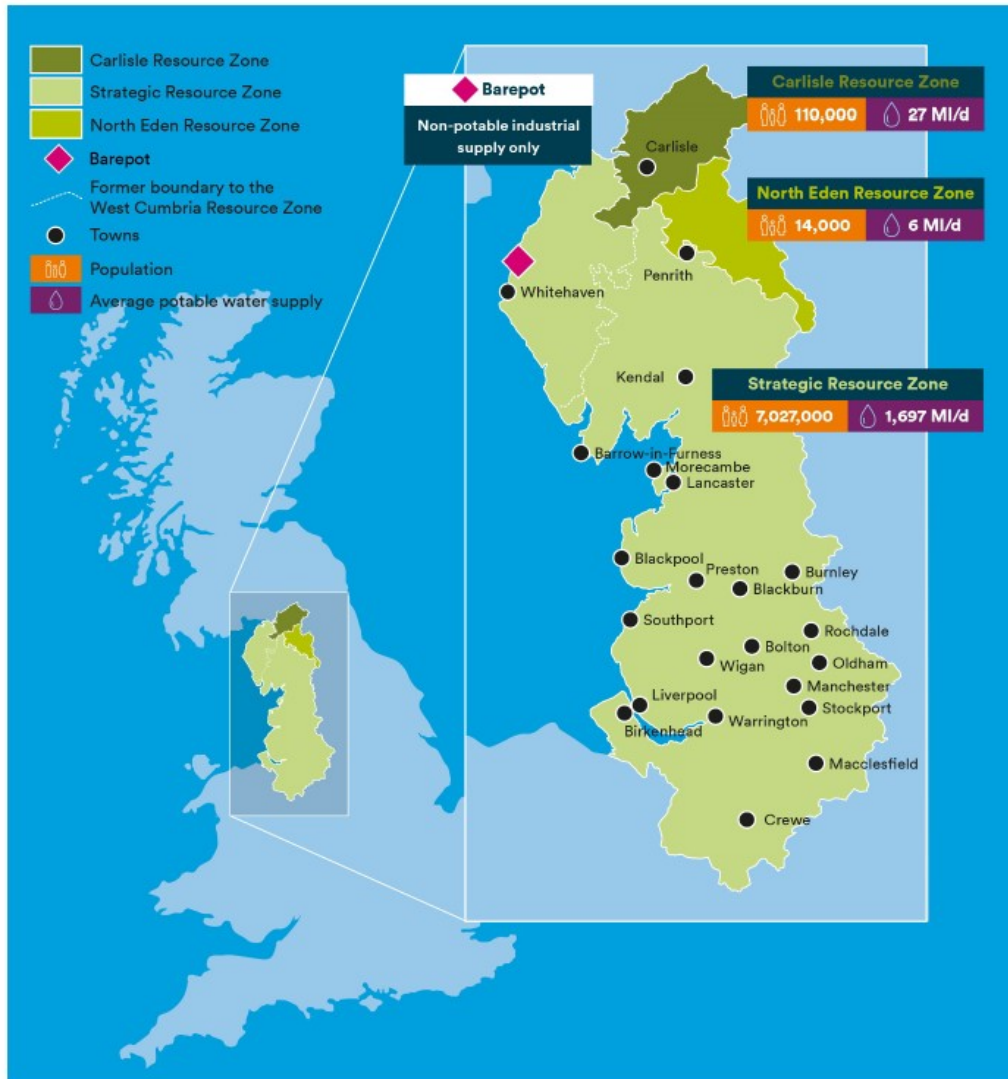 Carlisle Resource Zone
Strategic Resource Zone
North Eden Resource Zone
Barepot
Former boundary to the
West Cumbria Resource Zone
Towns
Population
Average potable water supply
Barepot
Non-potable industrial
supply only
Carlisle Resource Zone
110,000
27 Ml/d
Carlisle
North Eden Resource Zone
14,000
6 Ml/d
Penrith
Whitehaven
Kendal
Strategic Resource Zone
7,027,000
1,697 Ml/d
Barrow-in-Furness
Morecambe
Lancaster
Blackpool
Preston
Burnley
Blackburn
Southport
Rochdale
Bolton
Wigan
Oldham
Manchester
Liverpool
Stockport
Birkenhead
Warrington
Macclesfield
Crewe